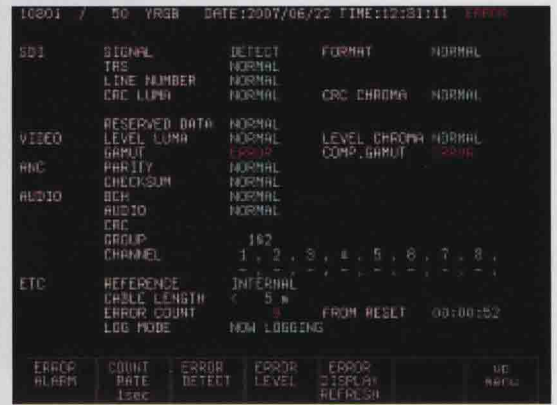 1080I / 50 YRGB DATE:2007/06/22 TIME:12:31:11 ERROR
SDI SIGNAL DETECT FORMAT NORMAL
TRS NORMAL
LINE NUMBER NORMAL
CRC LUMA NORMAL CRC CHROMA NORMAL
RESERVED DATA NORMAL
VIDEO LEVEL LUMA NORMAL LEVEL CHROMA NORMAL
GAMUT ERROR COMP.GAMUT ERROR
ANC PARITY NORMAL
CHECKSUM NORMAL
AUDIO BCH NORMAL
AUDIO NORMAL
CRC
GROUP 1&2
CHANNEL 1 , 2 , 3 , 4 , 5 , 6 , 7 , 8 ,
- , - , - , - , - , - , - , -
ETC REFERENCE INTERNAL
CABLE LENGTH < 5 m
ERROR COUNT FROM RESET 00:00:52
LOG MODE NOW LOGGING
ERROR ALARM
COUNT RATE 1sec
ERROR DETECT
ERROR LEVEL
ERROR DISPLAY REFRESH
up menu